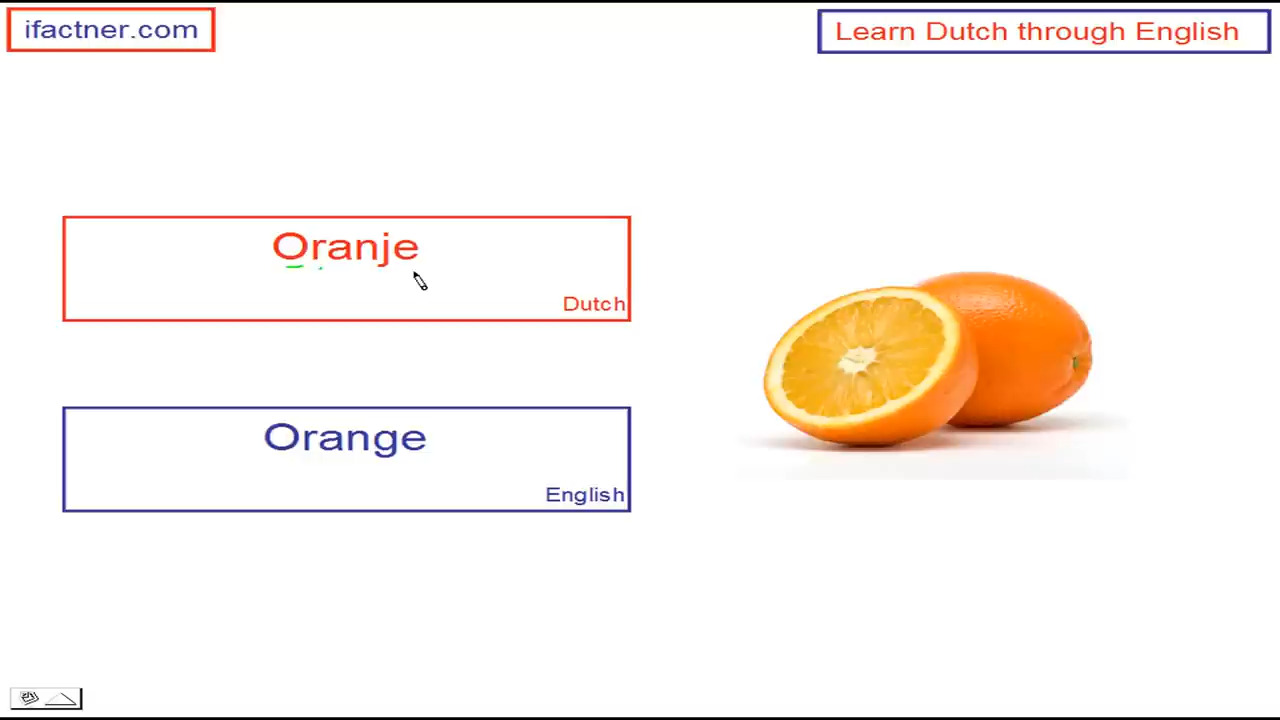 ifactner.com
Learn Dutch through English
Oranje
Dutch
Orange
English